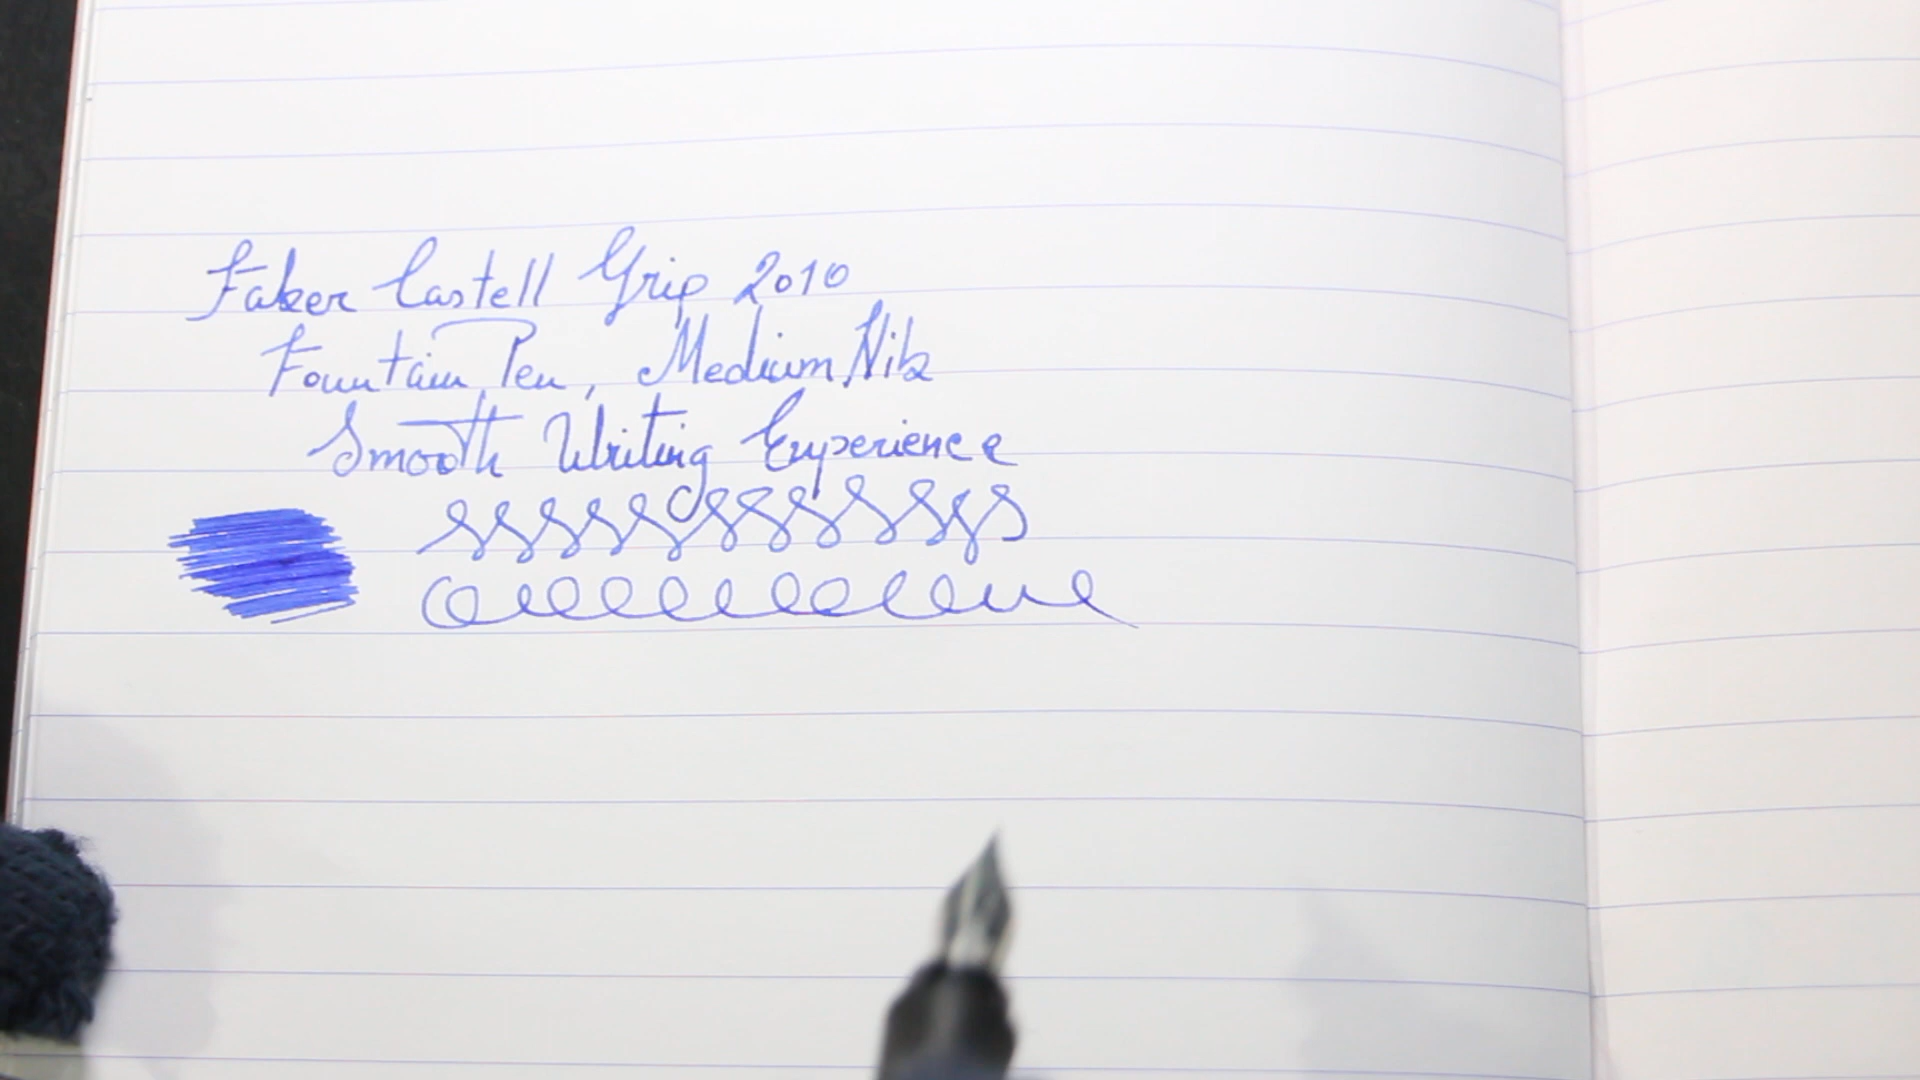 Faber Castell Grip 2010
Fountain Pen, Medium Nib
Smooth Writing Experience